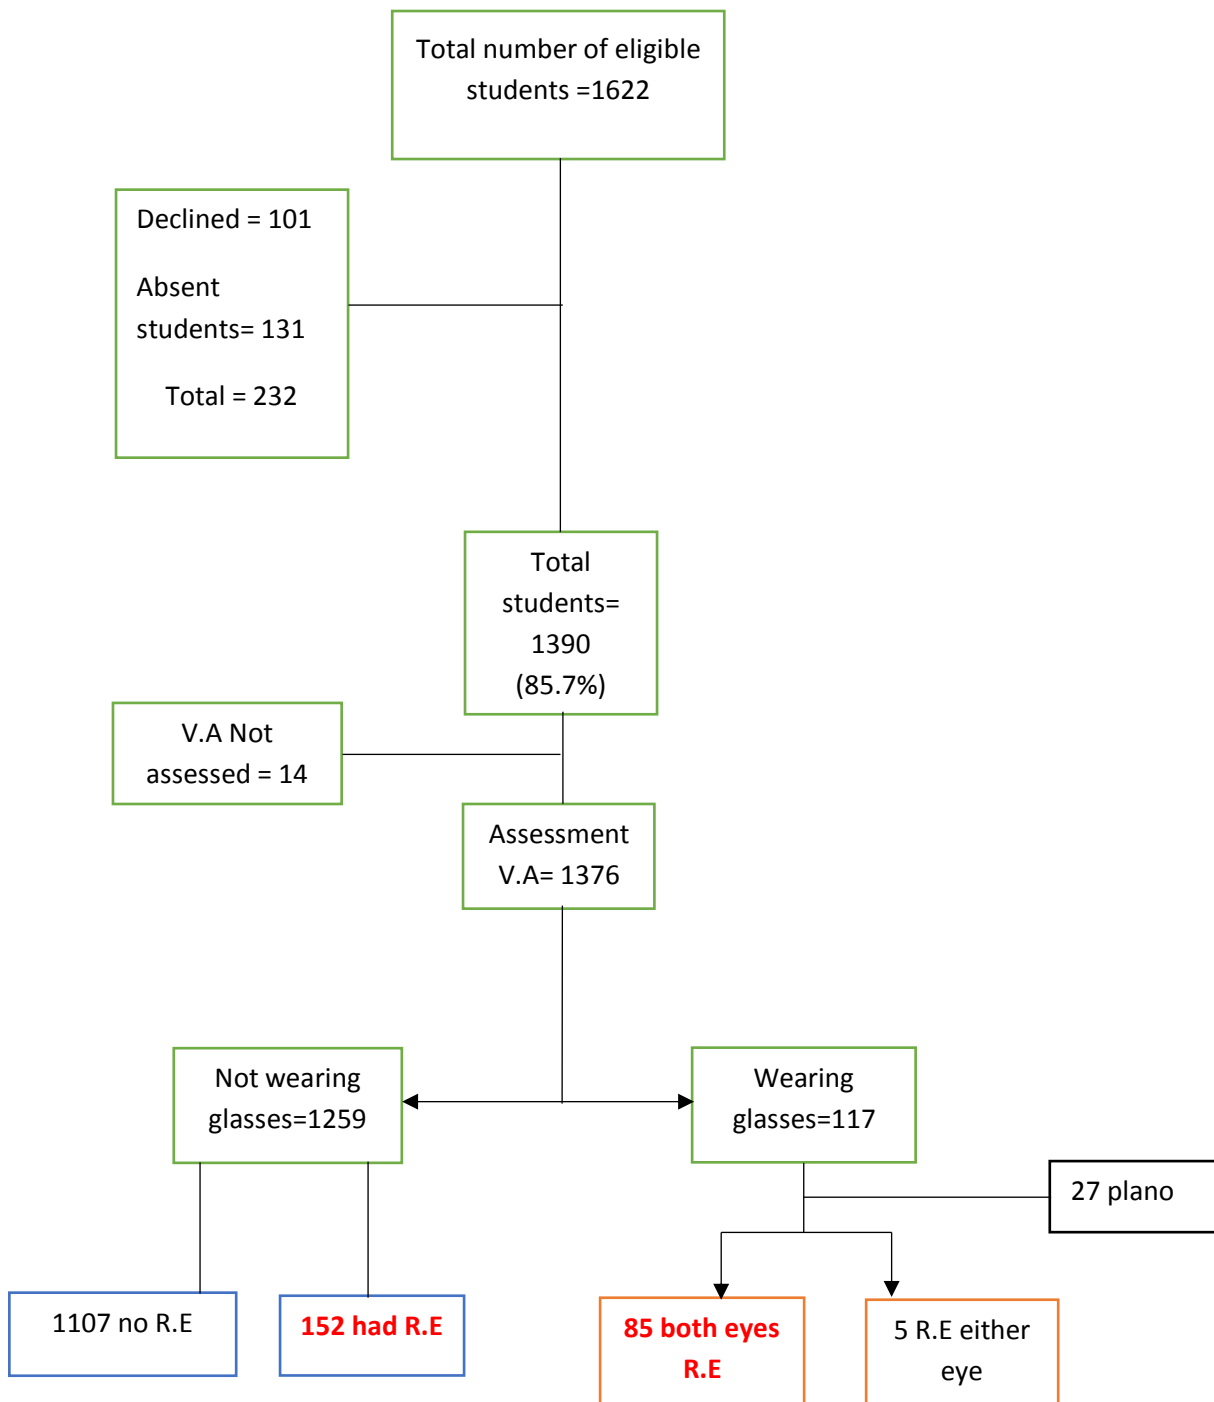 Total number of eligible
students =1622
Declined = 101
Absent
students= 131
Total = 232
Total
students=
1390
(85.7%)
V.A Not
assessed = 14
Assessment
V.A= 1376
Not wearing
glasses=1259
Wearing
glasses=117
27 plano
1107 no R.E
152 had R.E
85 both eyes
R.E
5 R.E either
eye